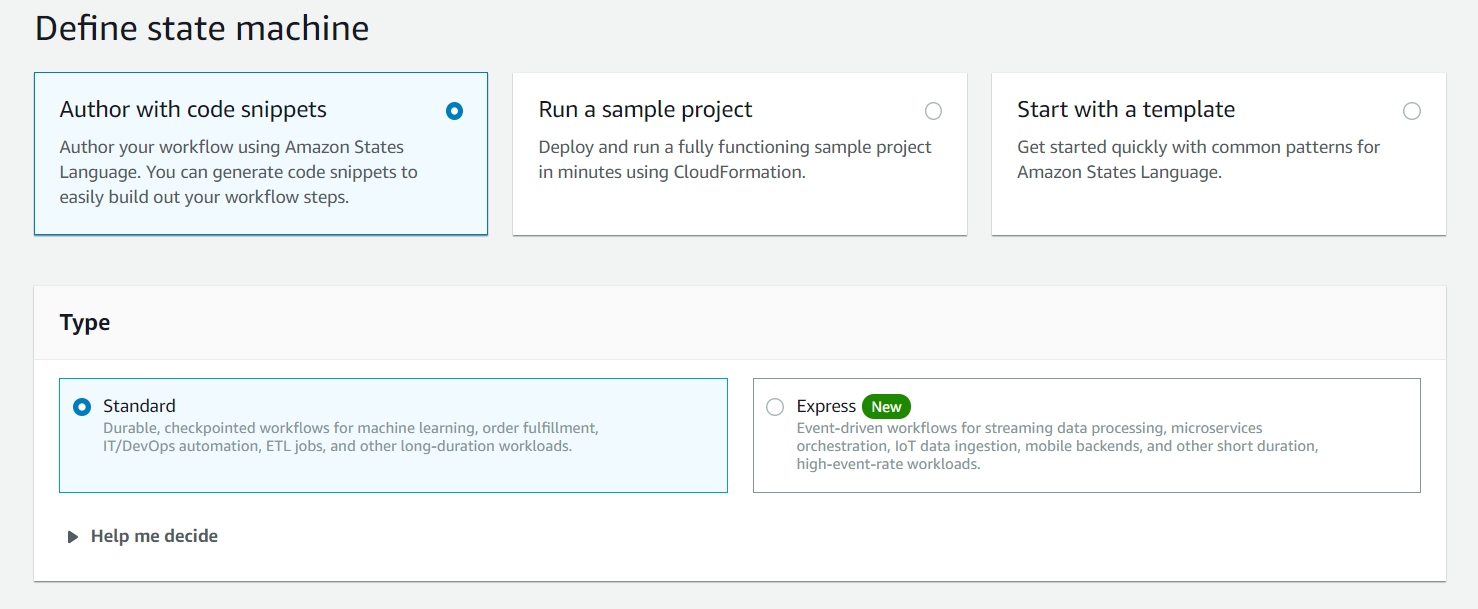 Define state machine
Author with code snippets
Author your workflow using Amazon States
Language. You can generate code snippets to
easily build out your workflow steps.
Run a sample project
Deploy and run a fully functioning sample project
in minutes using CloudFormation.
Start with a template
Get started quickly with common patterns for
Amazon States Language.
Type
Standard
Durable, checkpointed workflows for machine learning, order fulfillment,
IT/DevOps automation, ETL jobs, and other long-duration workloads.
Express New
Event-driven workflows for streaming data processing, microservices
orchestration, IoT data ingestion, mobile backends, and other short duration,
high-event-rate workloads.
Help me decide